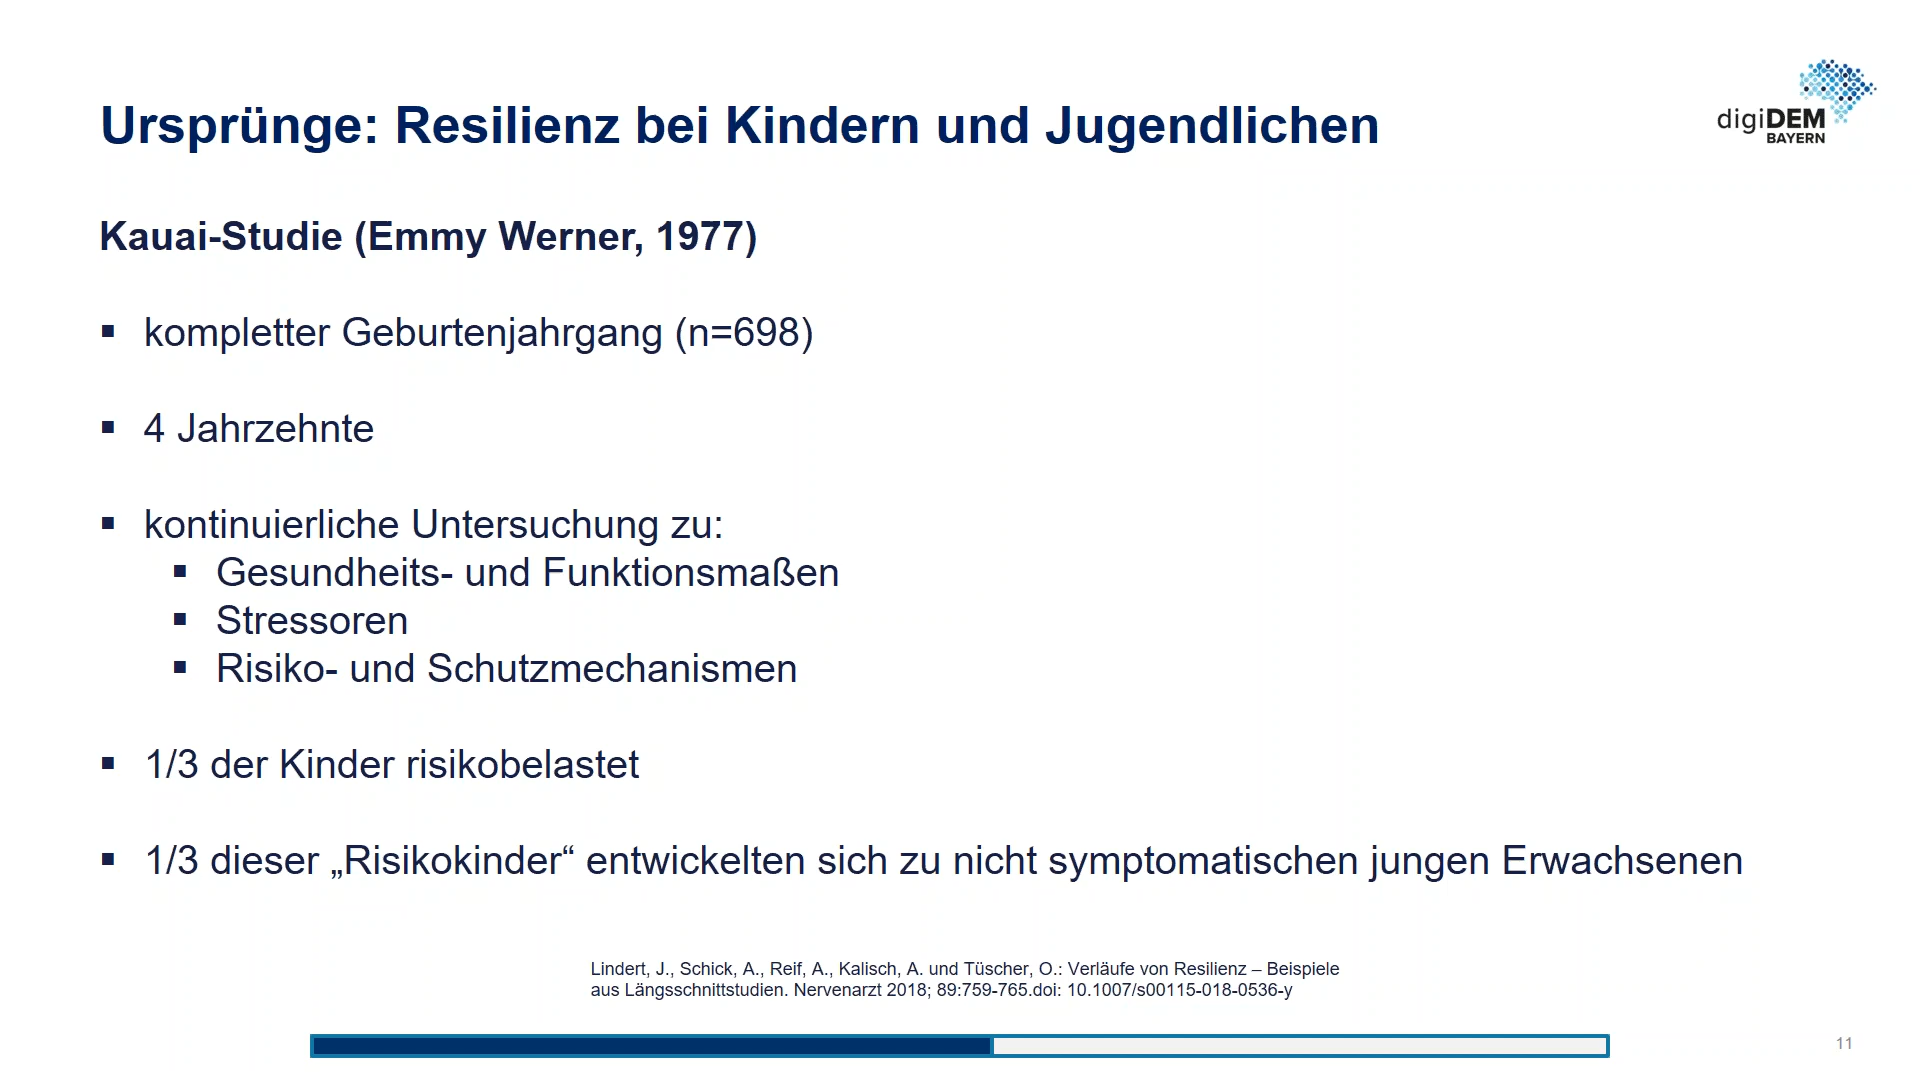 Ursprünge: Resilienz bei Kindern und Jugendlichen
digiDEM
BAYERN
Kauai-Studie (Emmy Werner, 1977)
▪ kompletter Geburtenjahrgang (n=698)
▪ 4 Jahrzehnte
▪ kontinuierliche Untersuchung zu:
▪ Gesundheits- und Funktionsmaßen
▪ Stressoren
▪ Risiko- und Schutzmechanismen
▪ 1/3 der Kinder risikobelastet
▪ 1/3 dieser „Risikokinder“ entwickelten sich zu nicht symptomatischen jungen Erwachsenen
Lindert, J., Schick, A., Reif, A., Kalisch, A. und Tüscher, O.: Verläufe von Resilienz – Beispiele
aus Längsschnittstudien. Nervenarzt 2018; 89:759-765.doi: 10.1007/s00115-018-0536-y
11